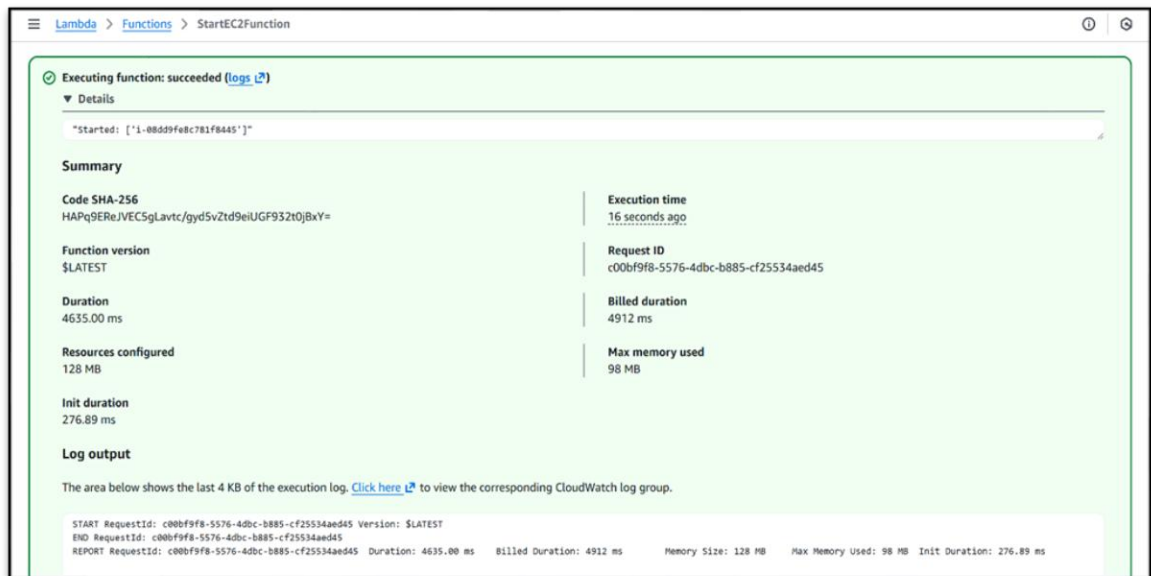 Lambda > Functions > StartEC2Function
Executing function: succeeded (logs)
Details
"Started: ['i-08dd9fe8c781f8445']"
Summary
Code SHA-256
HAPq9EReJVEC5gLavtc/gyd5vZtd9eiUGF932t0jBxY=
Execution time
16 seconds ago
Function version
$LATEST
Request ID
c00bf9f8-5576-4dbc-b885-cf25534aed45
Duration
4635.00 ms
Billed duration
4912 ms
Resources configured
128 MB
Max memory used
98 MB
Init duration
276.89 ms
Log output
The area below shows the last 4 KB of the execution log. Click here to view the corresponding CloudWatch log group.
START RequestId: c00bf9f8-5576-4dbc-b885-cf25534aed45 Version: $LATEST
END RequestId: c00bf9f8-5576-4dbc-b885-cf25534aed45
REPORT RequestId: c00bf9f8-5576-4dbc-b885-cf25534aed45 Duration: 4635.00 ms Billed Duration: 4912 ms Memory Size: 128 MB Max Memory Used: 98 MB Init Duration: 276.89 ms